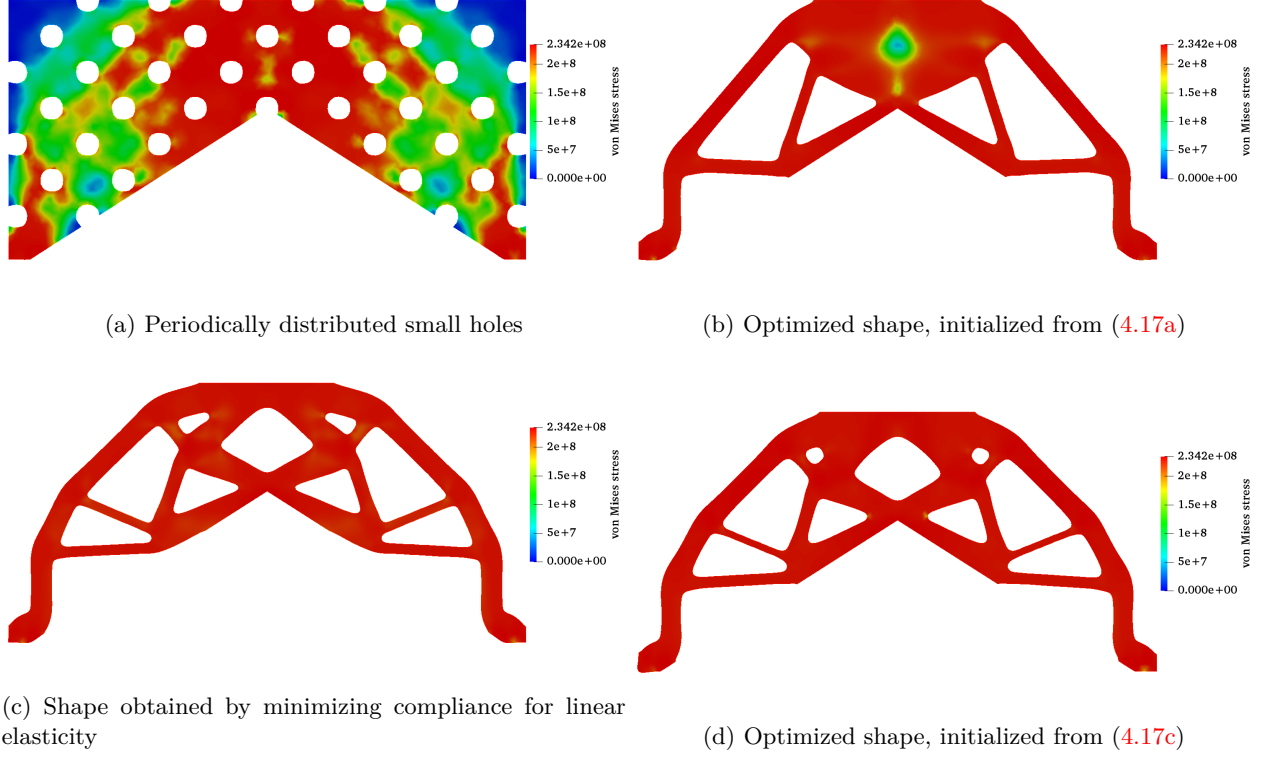 2.342e+08
2e+8
1.5e+8
1e+8
5e+7
0.000e+00
von Mises stress
2.342e+08
2e+8
1.5e+8
1e+8
5e+7
0.000e+00
von Mises stress
(a) Periodically distributed small holes
(b) Optimized shape, initialized from (4.17a)
2.342e+08
2e+8
1.5e+8
1e+8
5e+7
0.000e+00
von Mises stress
2.342e+08
2e+8
1.5e+8
1e+8
5e+7
0.000e+00
von Mises stress
(c) Shape obtained by minimizing compliance for linear
elasticity
(d) Optimized shape, initialized from (4.17c)